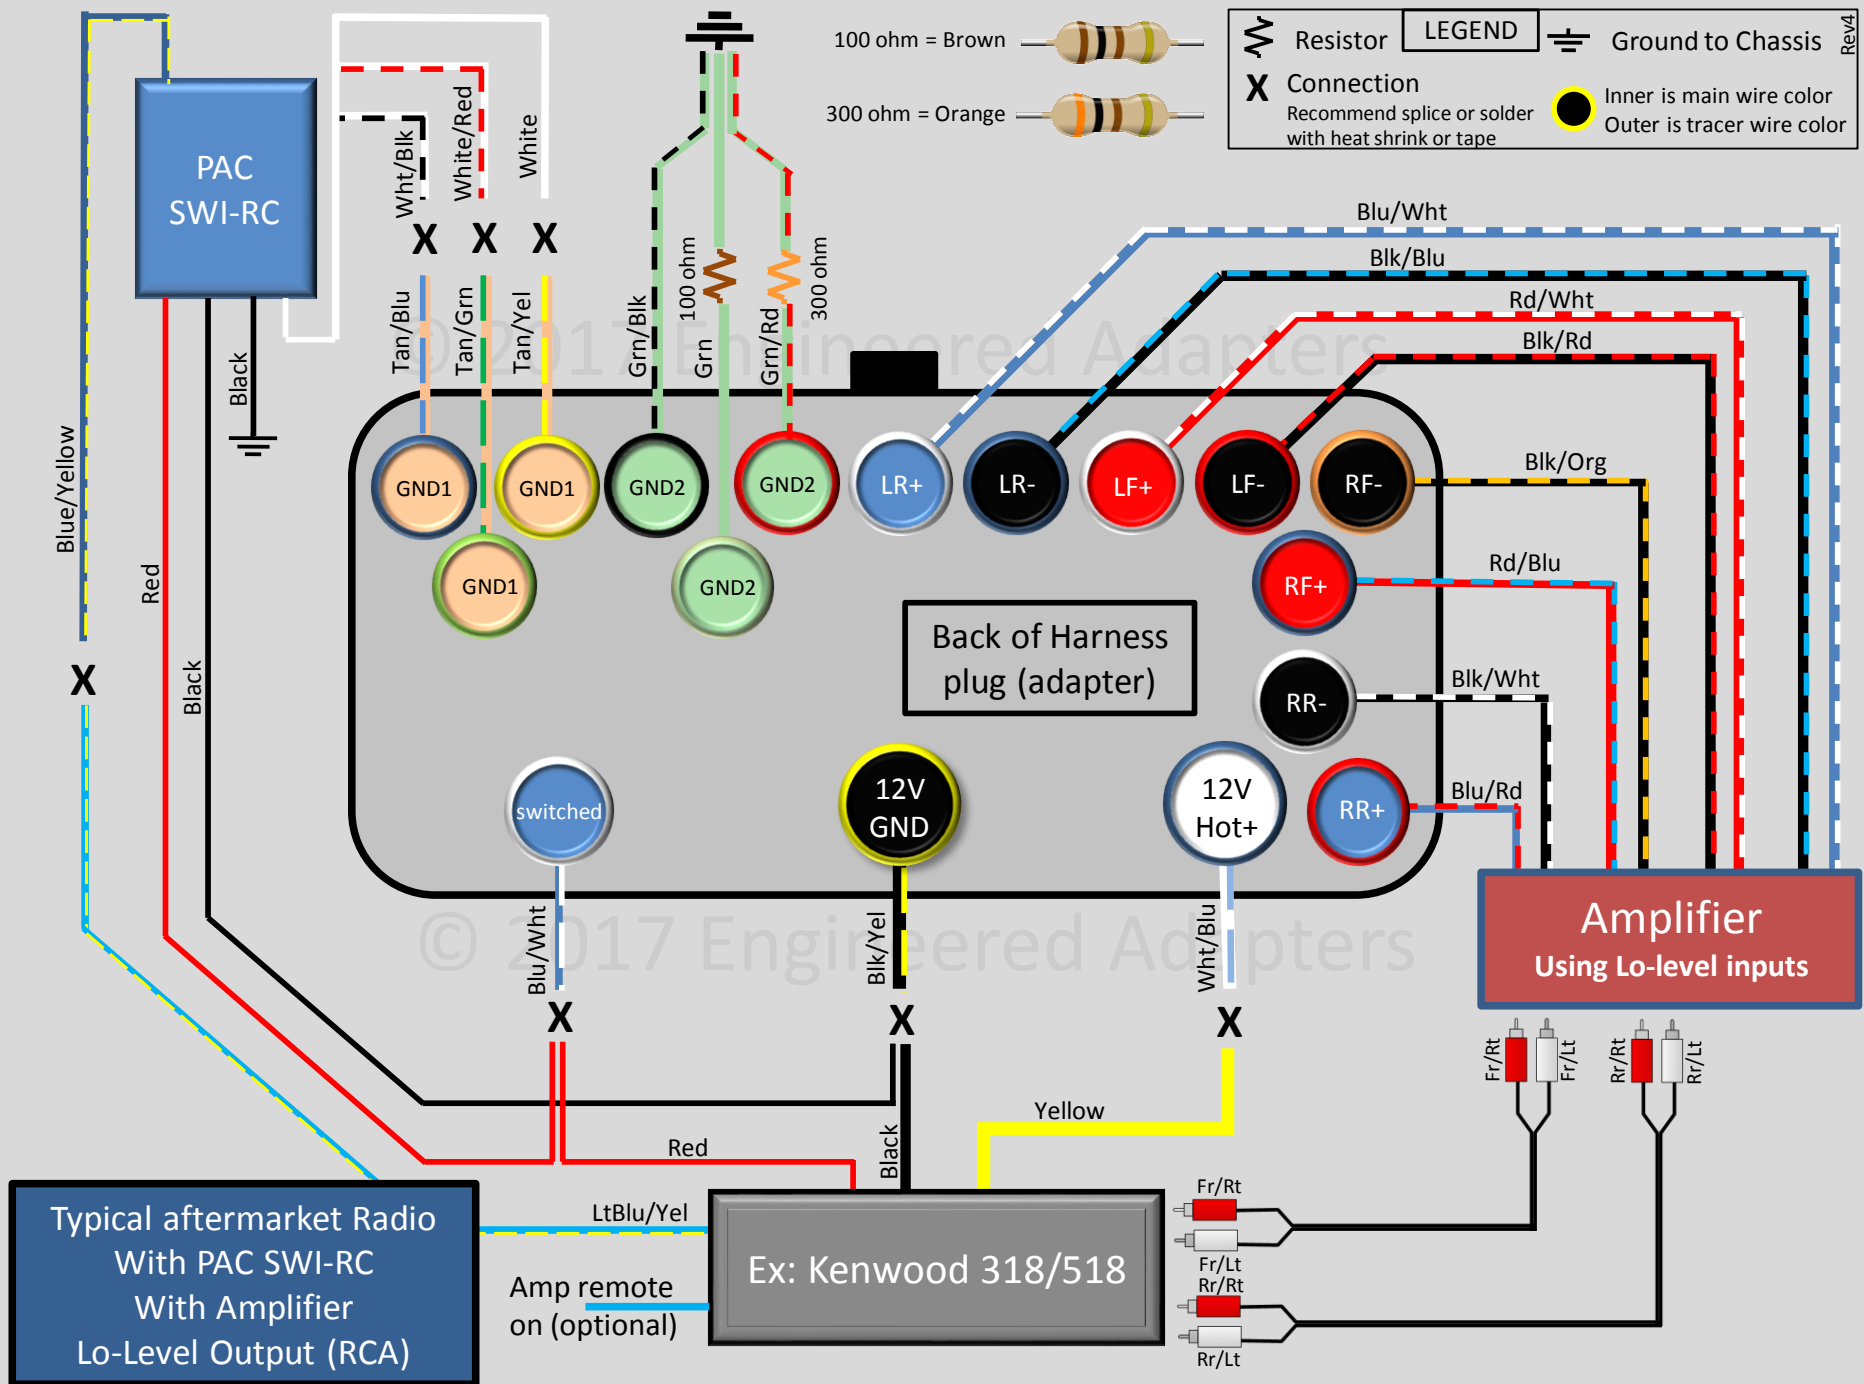 100 ohm = Brown
300 ohm = Orange
LEGEND
Resistor
Ground to Chassis
Rev4
X Connection
Recommend splice or solder
with heat shrink or tape
Inner is main wire color
Outer is tracer wire color
PAC
SWI-RC
Wht/Blk
White/Red
White
X X X
Tan/Blu
Tan/Grn
Tan/Yel
Grn/Blk
Grn
Grn/Rd
100 ohm
300 ohm
Blu/Wht
Blk/Blu
Rd/Wht
Blk/Rd
© 2017 Engineered Adapters
Black
Blue/Yellow
Red
Black
X
GND1
GND1
GND1
GND2
GND2
GND2
LR+
LR-
LF+
LF-
RF-
RF+
RR-
RR+
Blk/Org
Rd/Blu
Blk/Wht
Blu/Rd
Back of Harness
plug (adapter)
switched
12V
GND
12V
Hot+
Blu/Wht
Blk/Yel
Wht/Blu
© 2017 Engineered Adapters
X
X
X
Amplifier
Using Lo-level inputs
Fr/Rt
Fr/Lt
Rr/Rt
Rr/Lt
Red
Black
Yellow
LtBlu/Yel
Amp remote
on (optional)
Ex: Kenwood 318/518
Fr/Rt
Fr/Lt
Rr/Rt
Rr/Lt
Typical aftermarket Radio
With PAC SWI-RC
With Amplifier
Lo-Level Output (RCA)